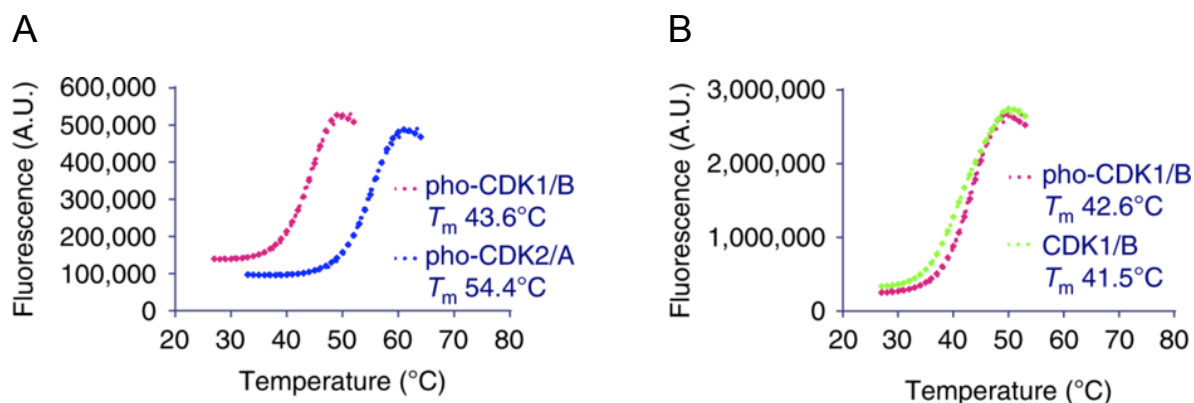 A
Fluorescence (A.U.)
600,000
500,000
400,000
300,000
200,000
100,000
0
20 30 40 50 60 70 80
Temperature (°C)
pho-CDK1/B
Tm 43.6°C
pho-CDK2/A
Tm 54.4°C
B
Fluorescence (A.U.)
3,000,000
2,000,000
1,000,000
0
20 30 40 50 60 70 80
Temperature (°C)
pho-CDK1/B
Tm 42.6°C
CDK1/B
Tm 41.5°C